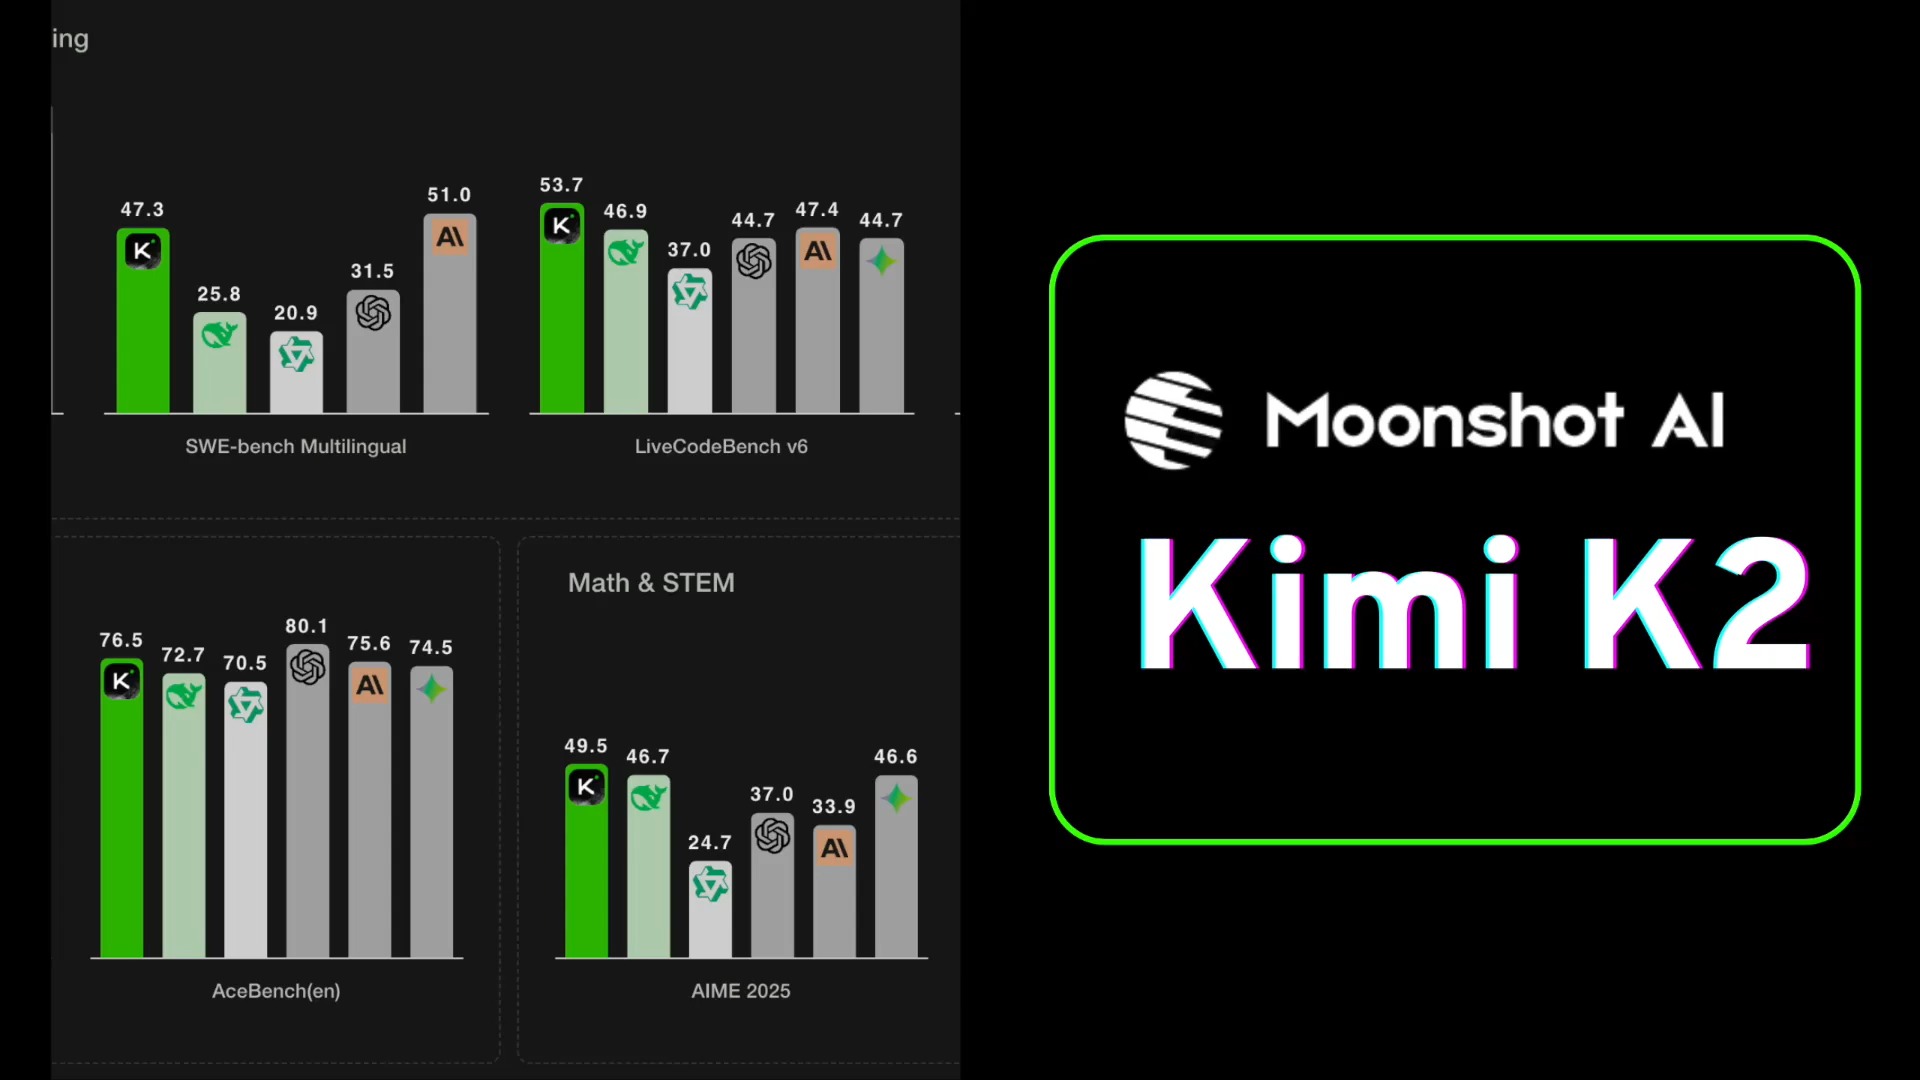 ing
47.3
25.8
20.9
31.5
51.0
SWE-bench Multilingual
53.7
46.9
37.0
44.7
47.4
44.7
LiveCodeBench v6
76.5
72.7
70.5
80.1
75.6
74.5
AceBench(en)
Math & STEM
49.5
46.7
24.7
37.0
33.9
46.6
AIME 2025
Moonshot AI
Kimi K2